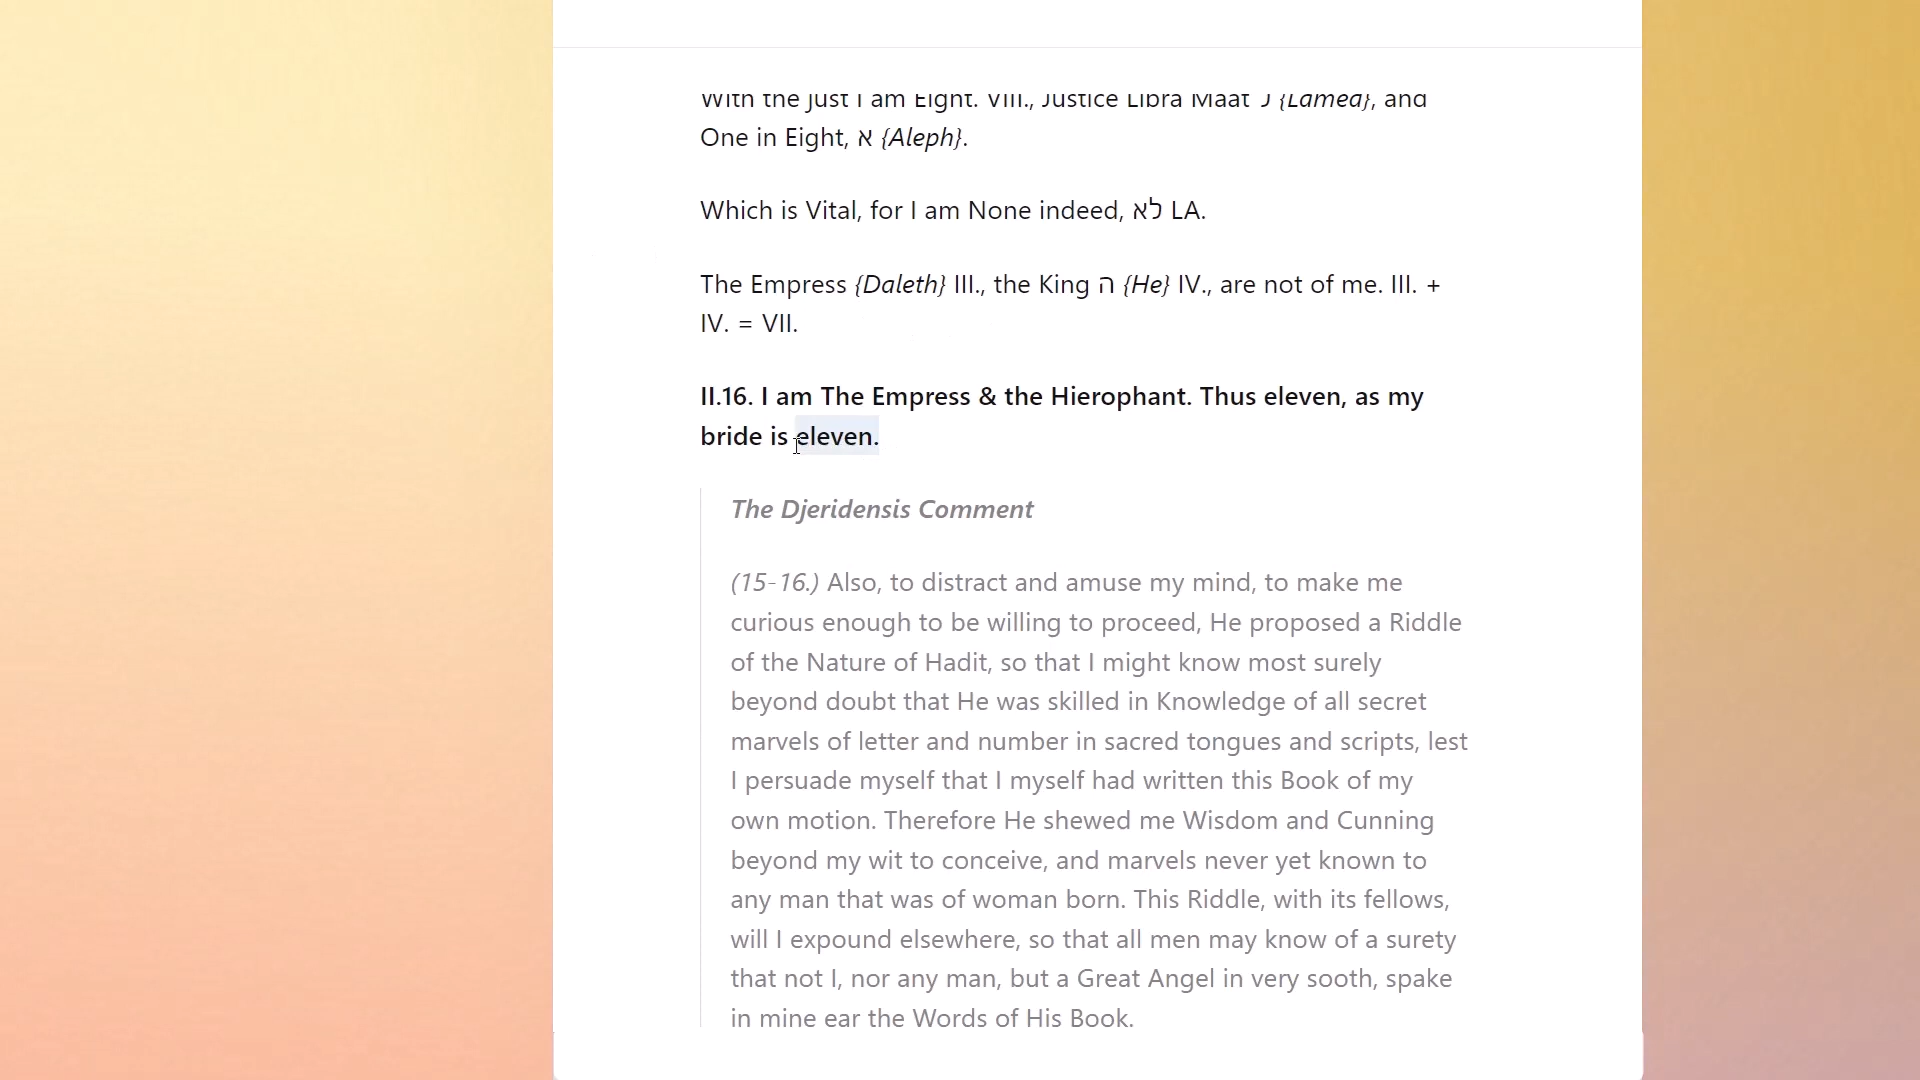 With the Just I am Eight. VIII., Justice Libra Maat ל {Lamed}, and
One in Eight, א {Aleph}.
Which is Vital, for I am None indeed, לא LA.
The Empress {Daleth} III., the King ה {He} IV., are not of me. III. +
IV. = VII.
II.16. I am The Empress & the Hierophant. Thus eleven, as my
bride is eleven.
The Djeridensis Comment
(15-16.) Also, to distract and amuse my mind, to make me
curious enough to be willing to proceed, He proposed a Riddle
of the Nature of Hadit, so that I might know most surely
beyond doubt that He was skilled in Knowledge of all secret
marvels of letter and number in sacred tongues and scripts, lest
I persuade myself that I myself had written this Book of my
own motion. Therefore He shewed me Wisdom and Cunning
beyond my wit to conceive, and marvels never yet known to
any man that was of woman born. This Riddle, with its fellows,
will I expound elsewhere, so that all men may know of a surety
that not I, nor any man, but a Great Angel in very sooth, spake
in mine ear the Words of His Book.